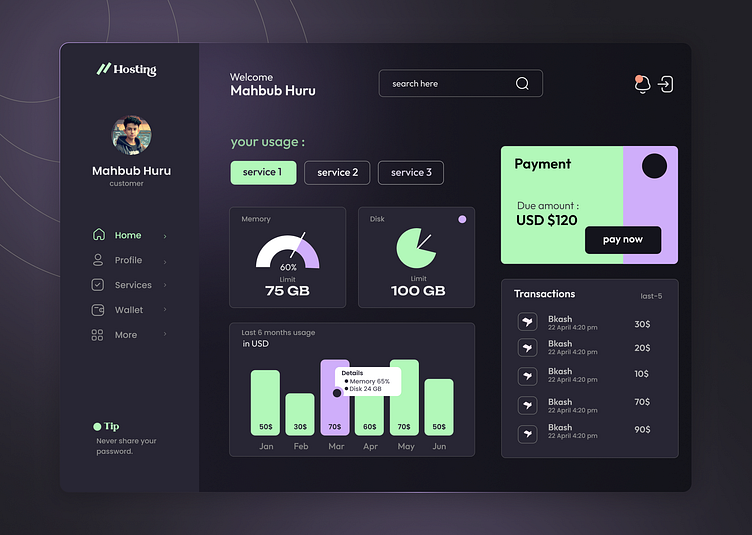 Hosting
Mahbub Huru
customer
Home
Profile
Services
Wallet
More
Tip
Never share your
password.
Welcome
Mahbub Huru
search here
your usage :
service 1
service 2
service 3
Memory
60%
Limit
75 GB
Disk
Limit
100 GB
Last 6 months usage
in USD
Details
Memory 65%
Disk 24 GB
50$ 30$ 70$ 60$ 70$ 50$
Jan Feb Mar Apr May Jun
Payment
Due amount :
USD $120
pay now
Transactions
last-5
Bkash
22 April 4:20 pm
30$
Bkash
22 April 4:20 pm
20$
Bkash
22 April 4:20 pm
10$
Bkash
22 April 4:20 pm
70$
Bkash
22 April 4:20 pm
90$